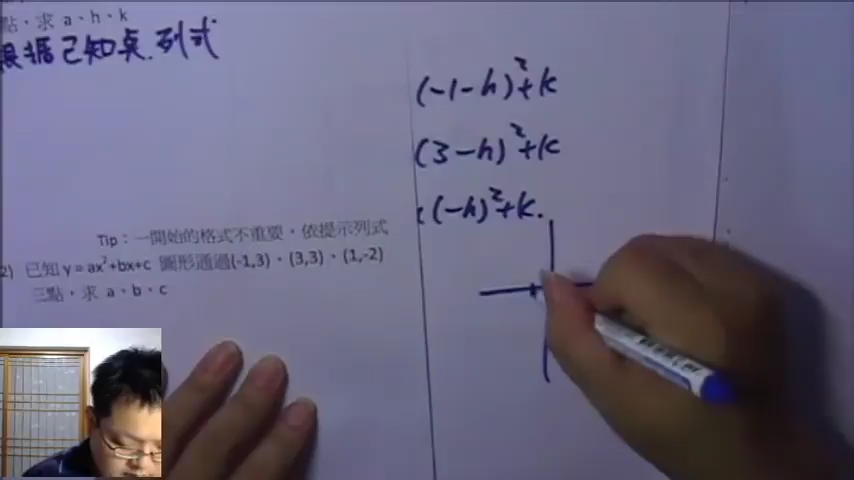 點，求 a、h、k
根據已知點.列式
(-1-h)²+k
(3-h)²+k
(-h)²+k.
Tip：一開始的格式不重要，依提示列式
2) 已知 y = ax²+bx+c 圖形通過(-1,3)、(3,3)、(1,-2)
三點，求 a、b、c